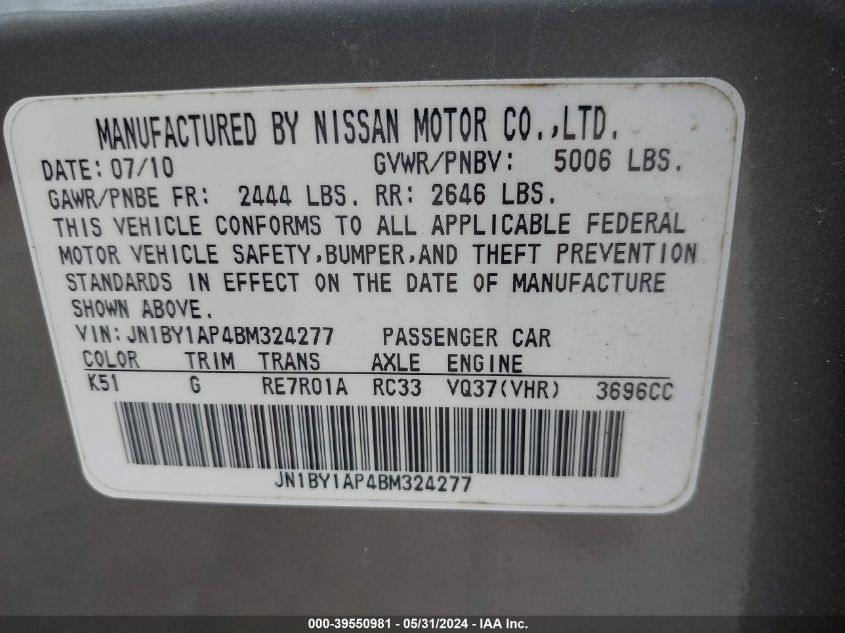 MANUFACTURED BY NISSAN MOTOR CO.,LTD.
DATE: 07/10 GVWR/PNBV: 5006 LBS.
GAWR/PNBE FR: 2444 LBS. RR: 2646 LBS.
THIS VEHICLE CONFORMS TO ALL APPLICABLE FEDERAL
MOTOR VEHICLE SAFETY,BUMPER,AND THEFT PREVENTION
STANDARDS IN EFFECT ON THE DATE OF MANUFACTURE
SHOWN ABOVE.
VIN:JN1BY1AP4BM324277 PASSENGER CAR
COLOR TRIM TRANS AXLE ENGINE
K51 G RE7R01A RC33 VQ37(VHR) 3696CC
JN1BY1AP4BM324277
000-39550981 - 05/31/2024 - IAA Inc.